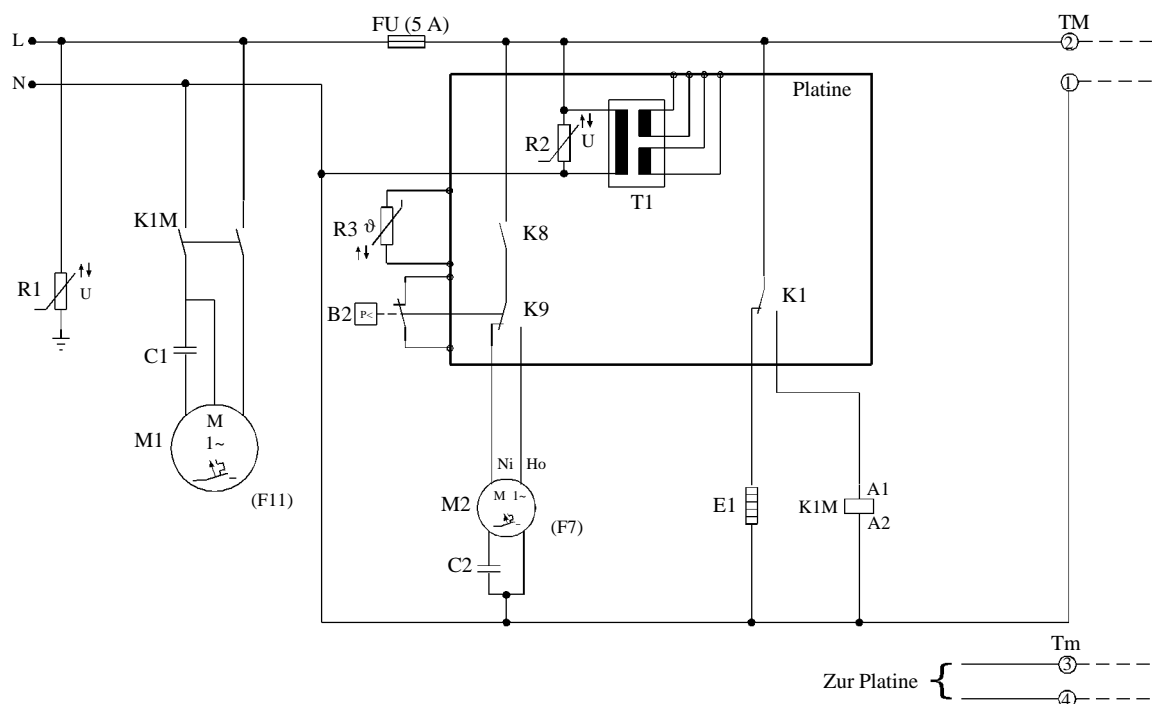 FU (5 A)
TM
L
2
N
1
Platine
R2
U
T1
K1M
R3 ϑ
K8
R1
U
K1
K9
B2
P<
C1
M
1~
M1
(F11)
Ni
Ho
M 1~
M2
(F7)
E1
A1
K1M
A2
C2
Tm
3
Zur Platine
4